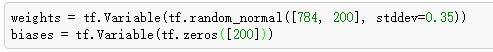 weights = tf.Variable(tf.random_normal([784, 200], stddev=0.35))
biases = tf.Variable(tf.zeros([200]))